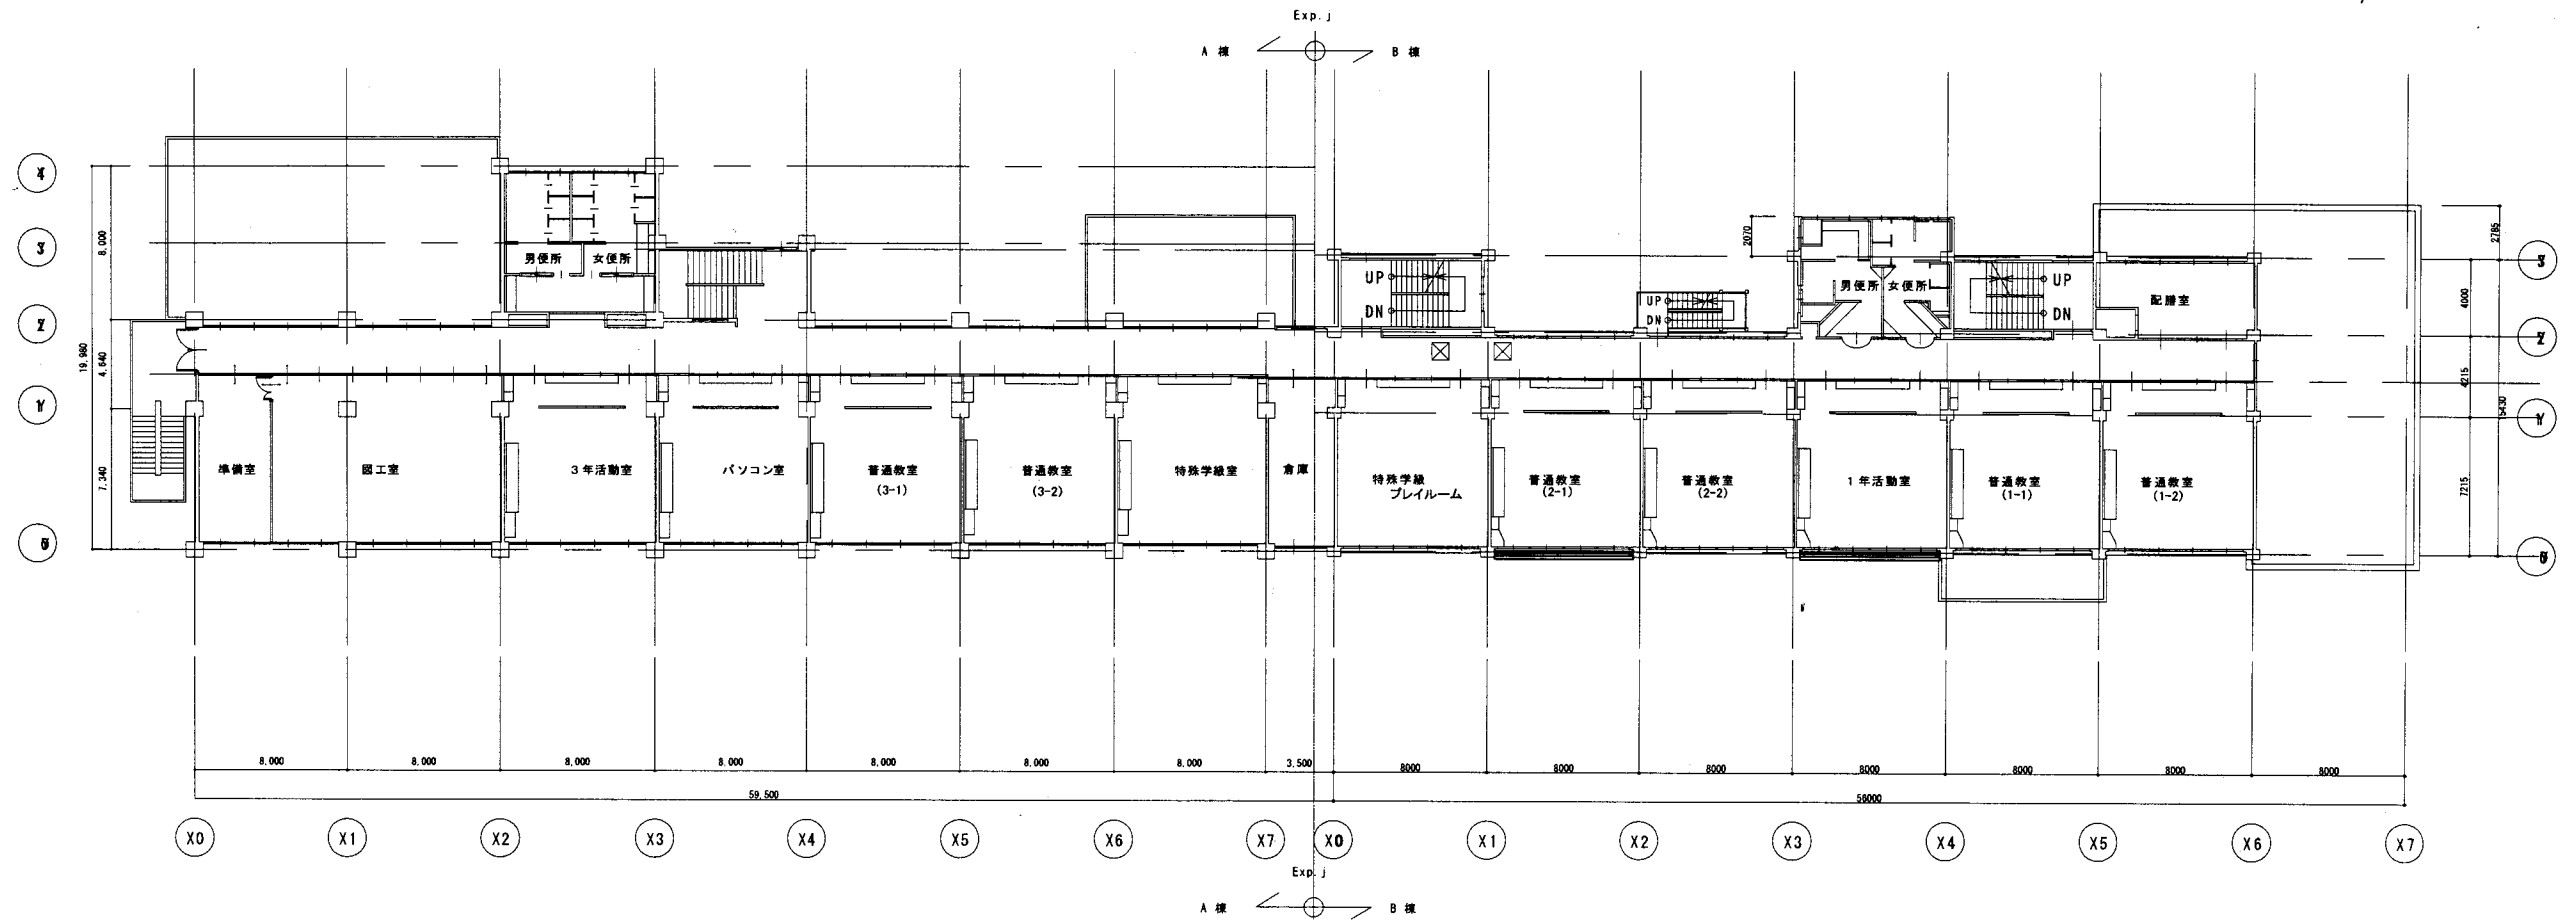 Exp. j
A 棟
B 棟
8,000
4,640
19,980
7,340
男便所
女便所
UP
DN
UP
DN
2070
男便所
女便所
UP
DN
配膳室
2785
4000
4215
5430
7215
準備室
図工室
3年活動室
パソコン室
普通教室
(3-1)
普通教室
(3-2)
特殊学級室
倉庫
特殊学級
プレイルーム
普通教室
(2-1)
普通教室
(2-2)
1年活動室
普通教室
(1-1)
普通教室
(1-2)
8,000
8,000
8,000
8,000
8,000
8,000
8,000
3,500
8000
8000
8000
8000
8000
8000
8000
59,500
56000
X0
X1
X2
X3
X4
X5
X6
X7
X0
X1
X2
X3
X4
X5
X6
X7
Exp. j
A 棟
B 棟